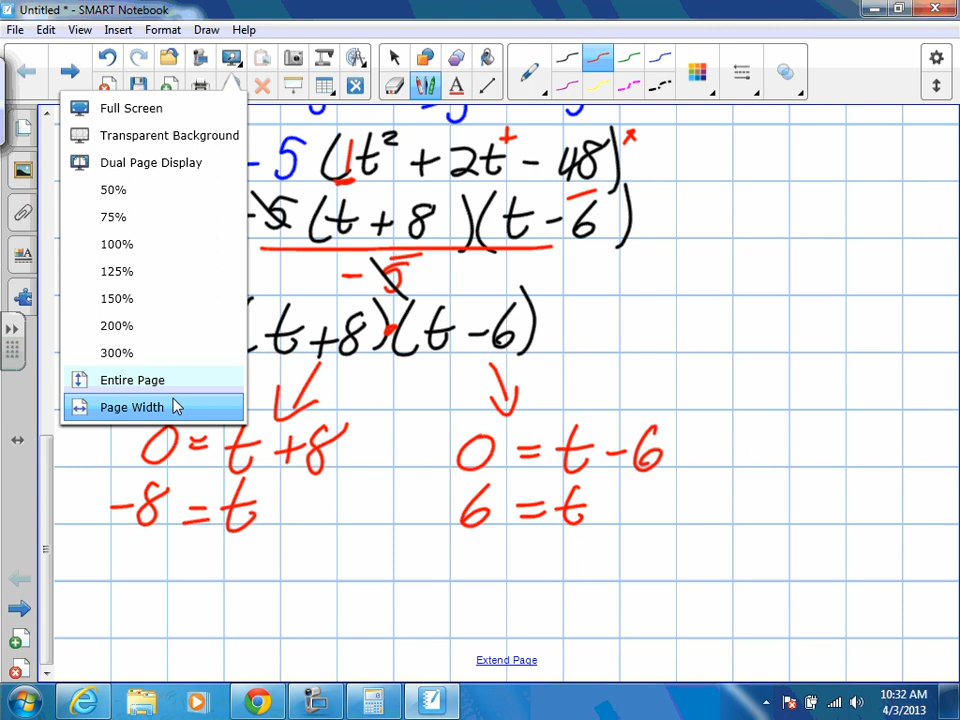 Untitled * - SMART Notebook
File Edit View Insert Format Draw Help
Full Screen
Transparent Background
Dual Page Display
50%
75%
100%
125%
150%
200%
300%
Entire Page
Page Width
- 5 (1t² + 2t - 48)
+ x
-5 (t + 8)(t - 6)
- 5
(t+8)·(t-6)
0 = t + 8 0 = t - 6
-8 = t 6 = t
Extend Page
10:32 AM
4/3/2013